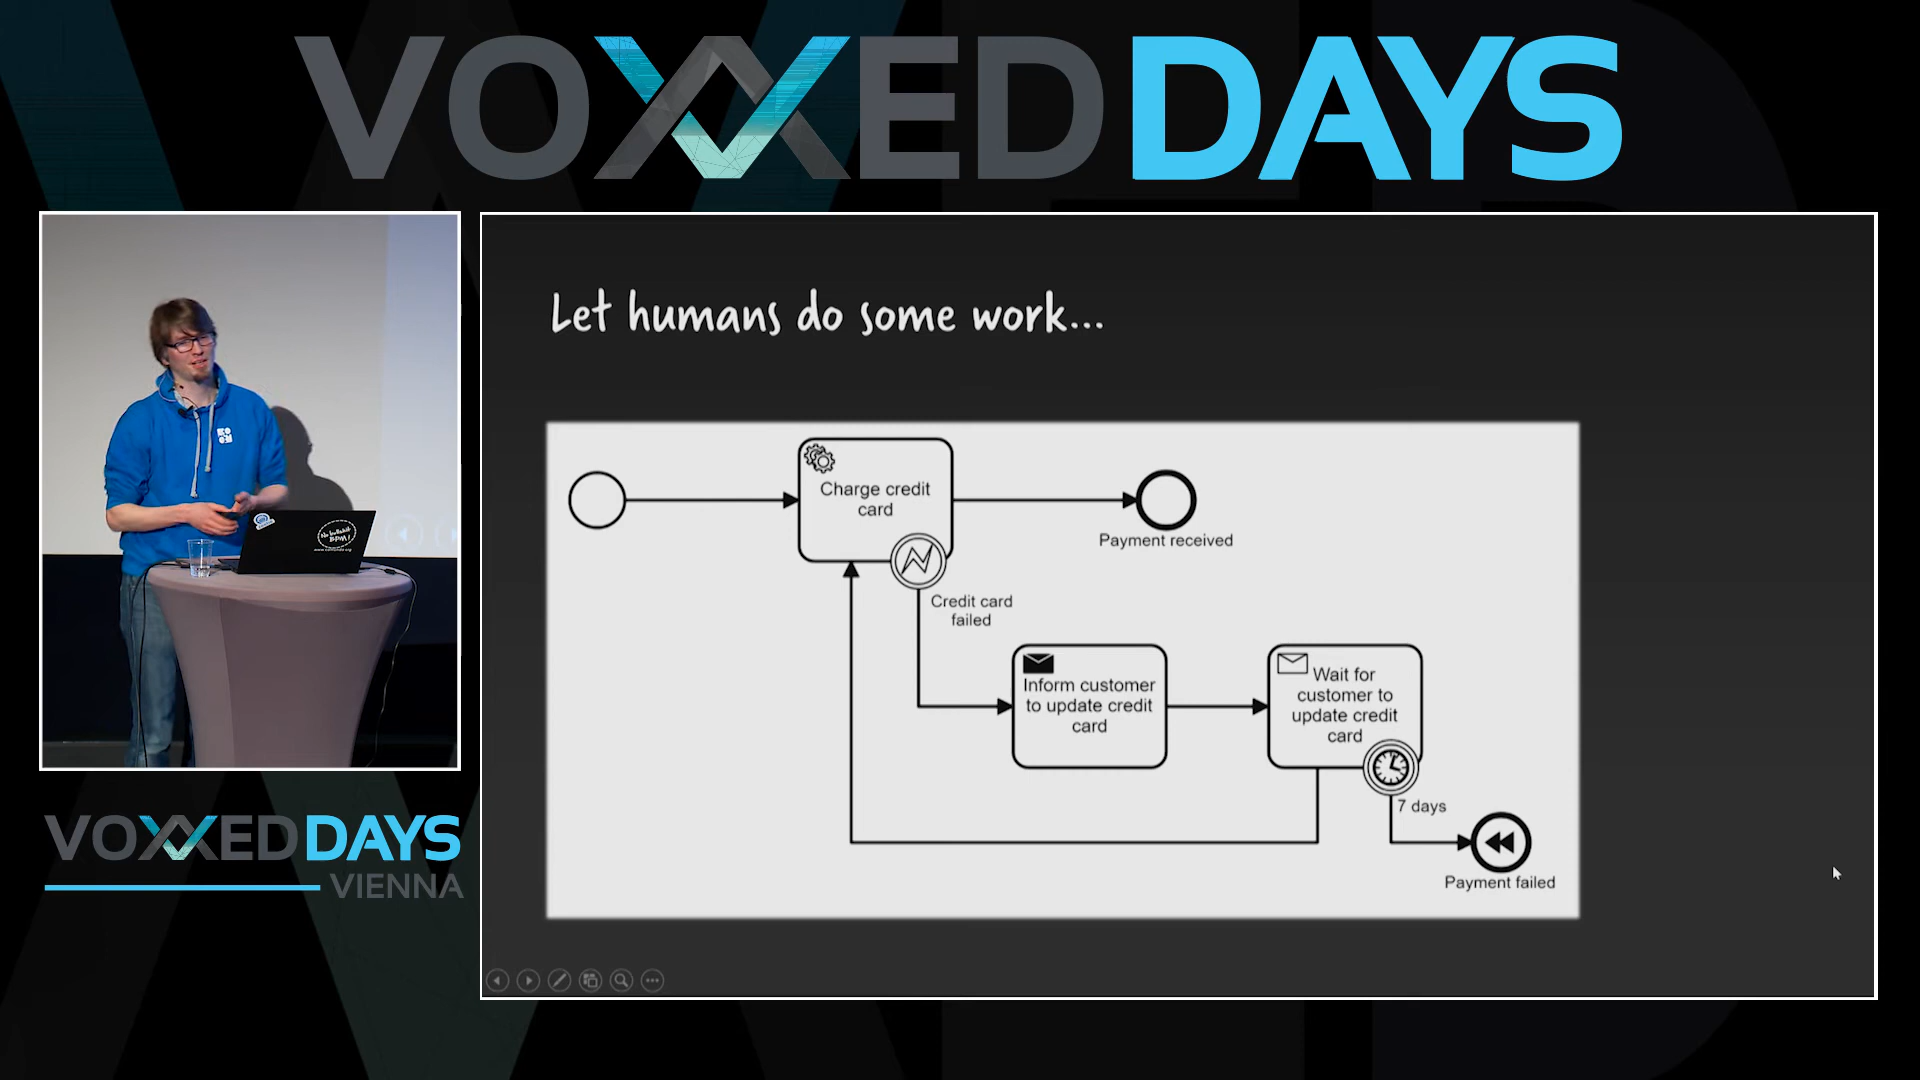 VOXXED DAYS
Let humans do some work...
Charge credit
card
Payment received
Credit card
failed
Inform customer
to update credit
card
Wait for
customer to
update credit
card
7 days
Payment failed
VOXXED DAYS
VIENNA